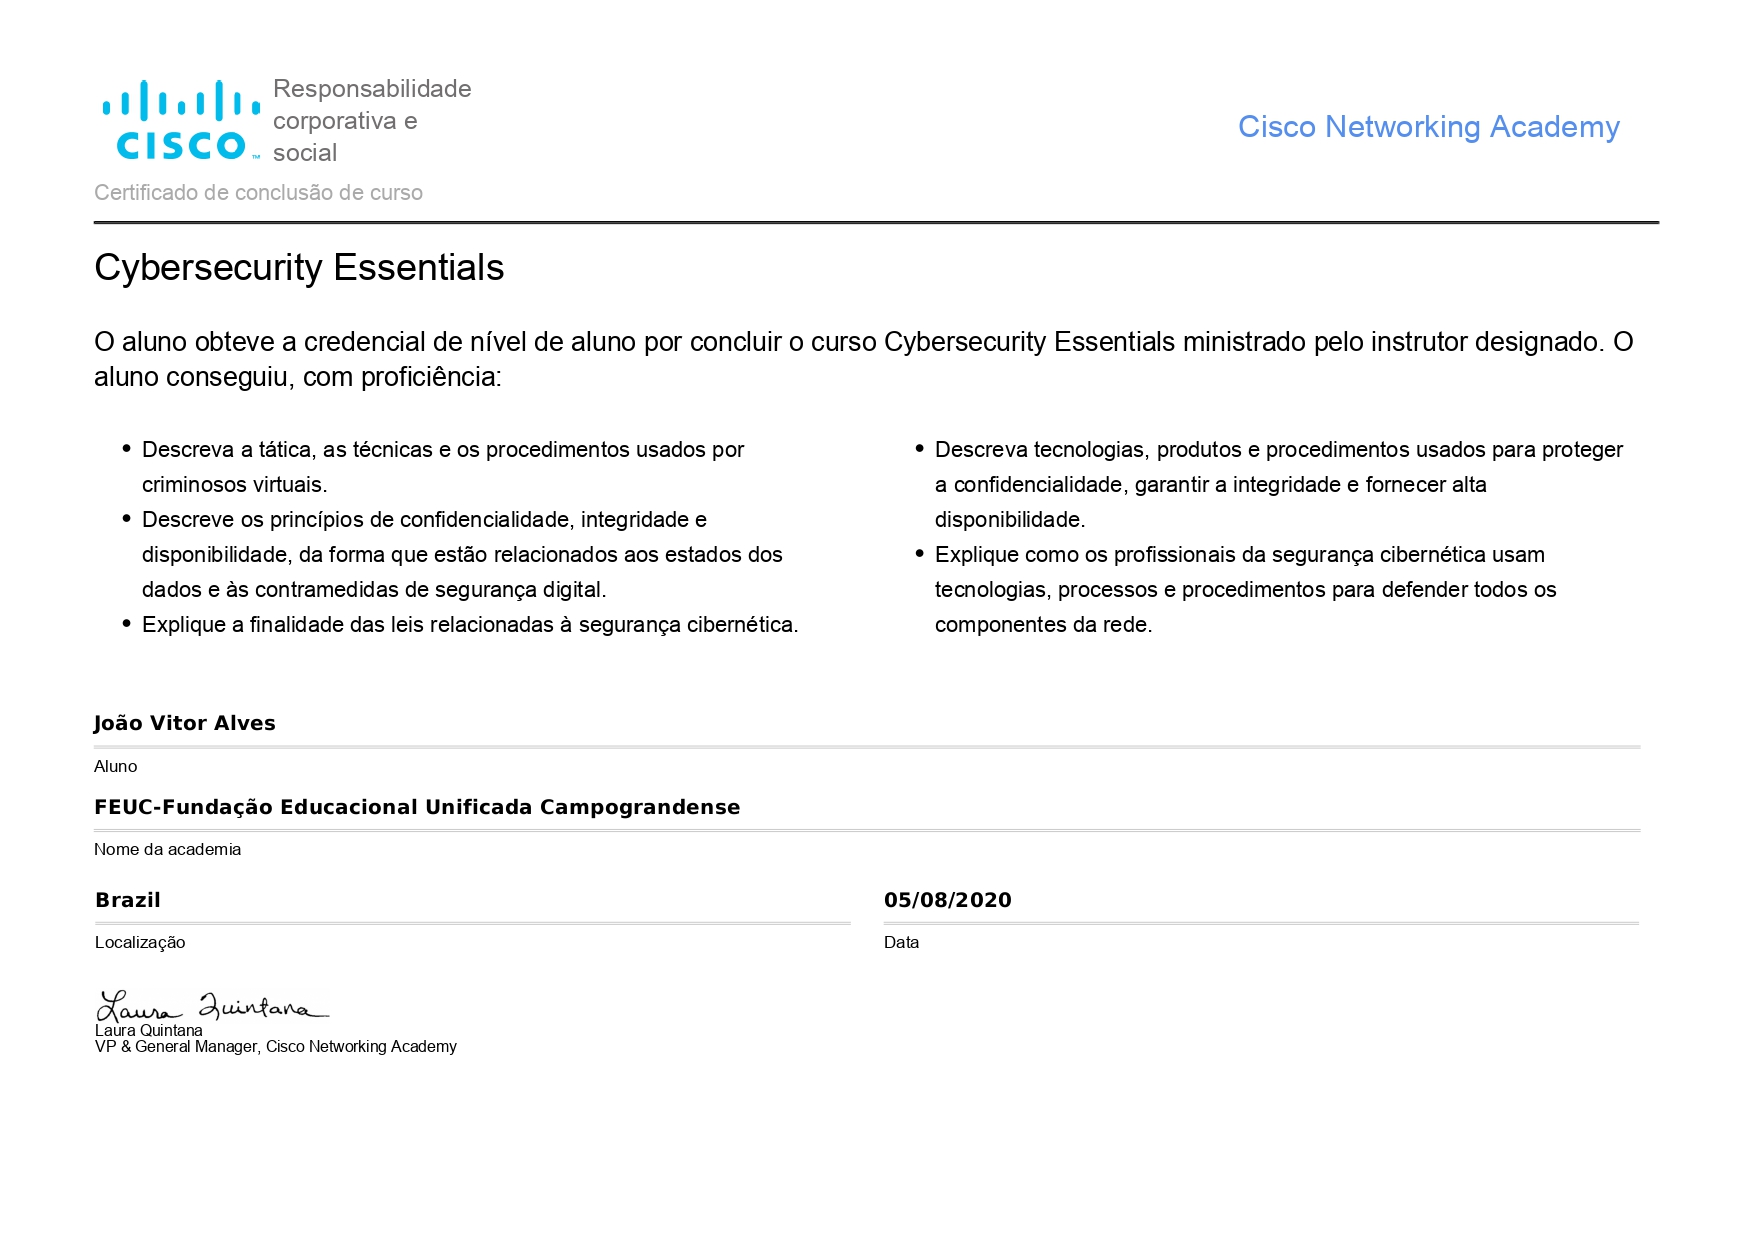 CISCO™
Responsabilidade
corporativa e
social
Cisco Networking Academy
Certificado de conclusão de curso
Cybersecurity Essentials
O aluno obteve a credencial de nível de aluno por concluir o curso Cybersecurity Essentials ministrado pelo instrutor designado. O
aluno conseguiu, com proficiência:
• Descreva a tática, as técnicas e os procedimentos usados por
criminosos virtuais.
• Descreve os princípios de confidencialidade, integridade e
disponibilidade, da forma que estão relacionados aos estados dos
dados e às contramedidas de segurança digital.
• Explique a finalidade das leis relacionadas à segurança cibernética.
• Descreva tecnologias, produtos e procedimentos usados para proteger
a confidencialidade, garantir a integridade e fornecer alta
disponibilidade.
• Explique como os profissionais da segurança cibernética usam
tecnologias, processos e procedimentos para defender todos os
componentes da rede.
João Vitor Alves
Aluno
FEUC-Fundação Educacional Unificada Campograndense
Nome da academia
Brazil
Localização
05/08/2020
Data
Laura Quintana
Laura Quintana
VP & General Manager, Cisco Networking Academy